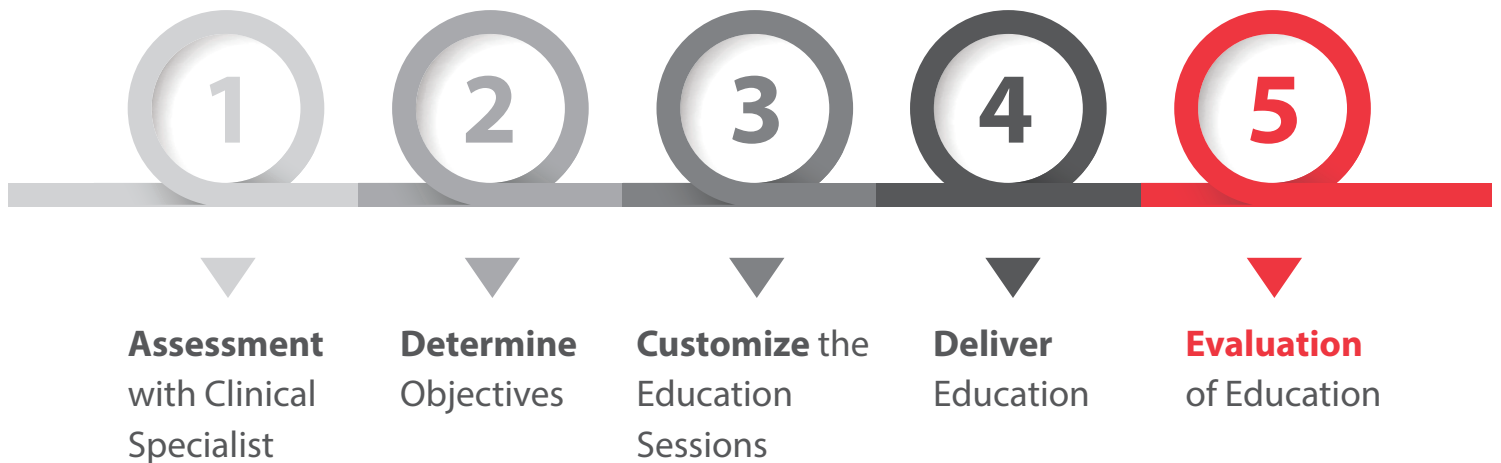 1
2
3
4
5
Assessment
with Clinical
Specialist
Determine
Objectives
Customize the
Education
Sessions
Deliver
Education
Evaluation
of Education